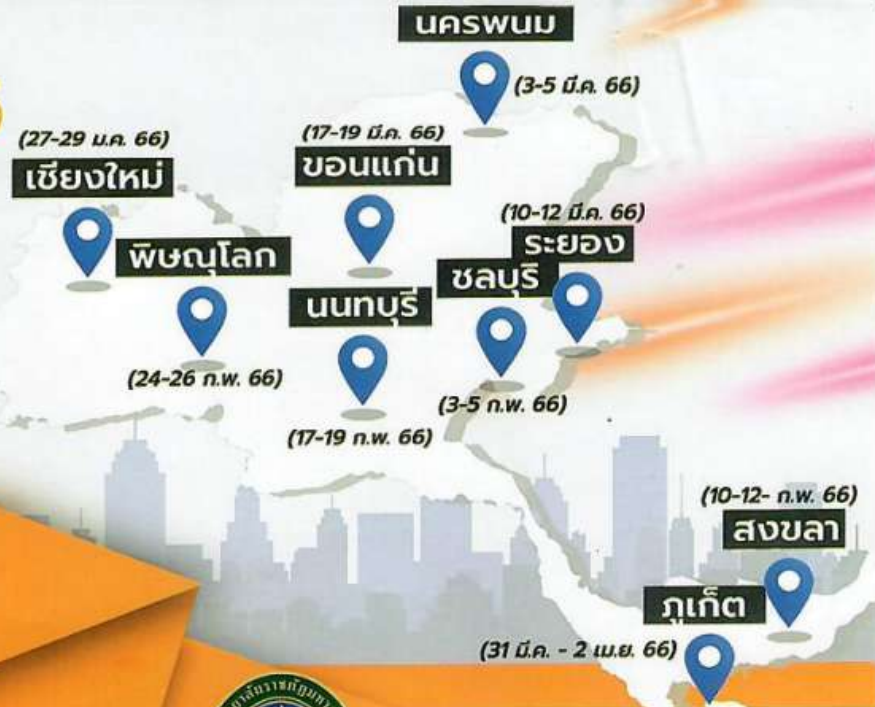 นครพนม
(3-5 มี.ค. 66)
(27-29 ม.ค. 66)
เชียงใหม่
(17-19 มี.ค. 66)
ขอนแก่น
(10-12 มี.ค. 66)
ระยอง
พิษณุโลก
(24-26 ก.พ. 66)
นนทบุรี
(17-19 ก.พ. 66)
ชลบุรี
(3-5 ก.พ. 66)
(10-12- ก.พ. 66)
สงขลา
ภูเก็ต
(31 มี.ค. - 2 เม.ย. 66)